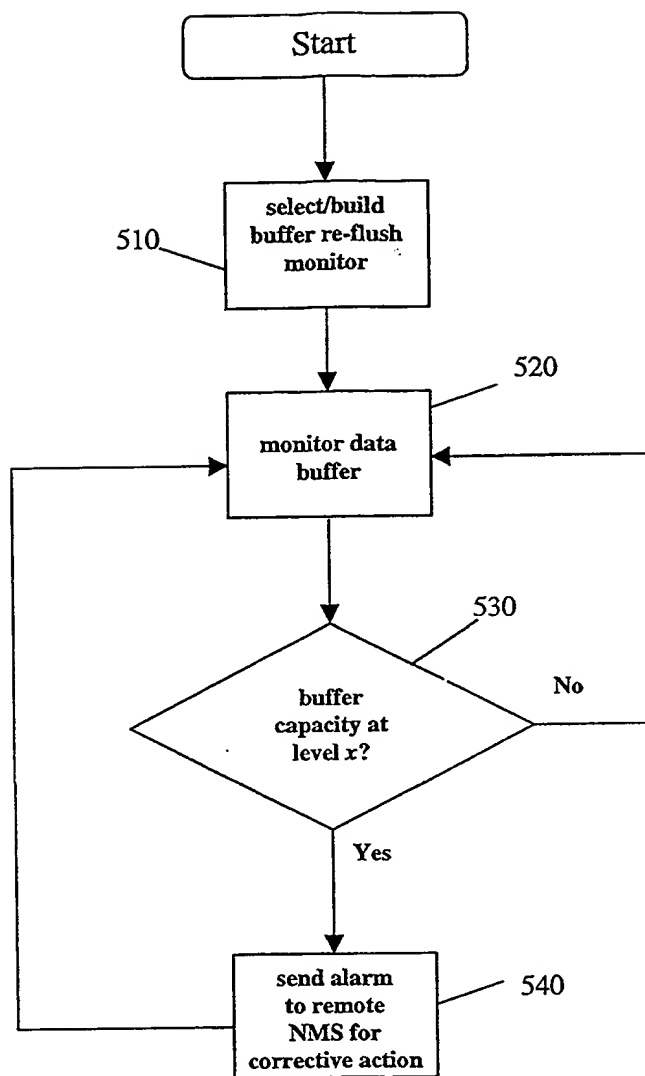 Start
select/build
buffer re-flush
monitor
510
520
monitor data
buffer
530
buffer
capacity at
level x?
No
Yes
send alarm
to remote
NMS for
corrective action
540